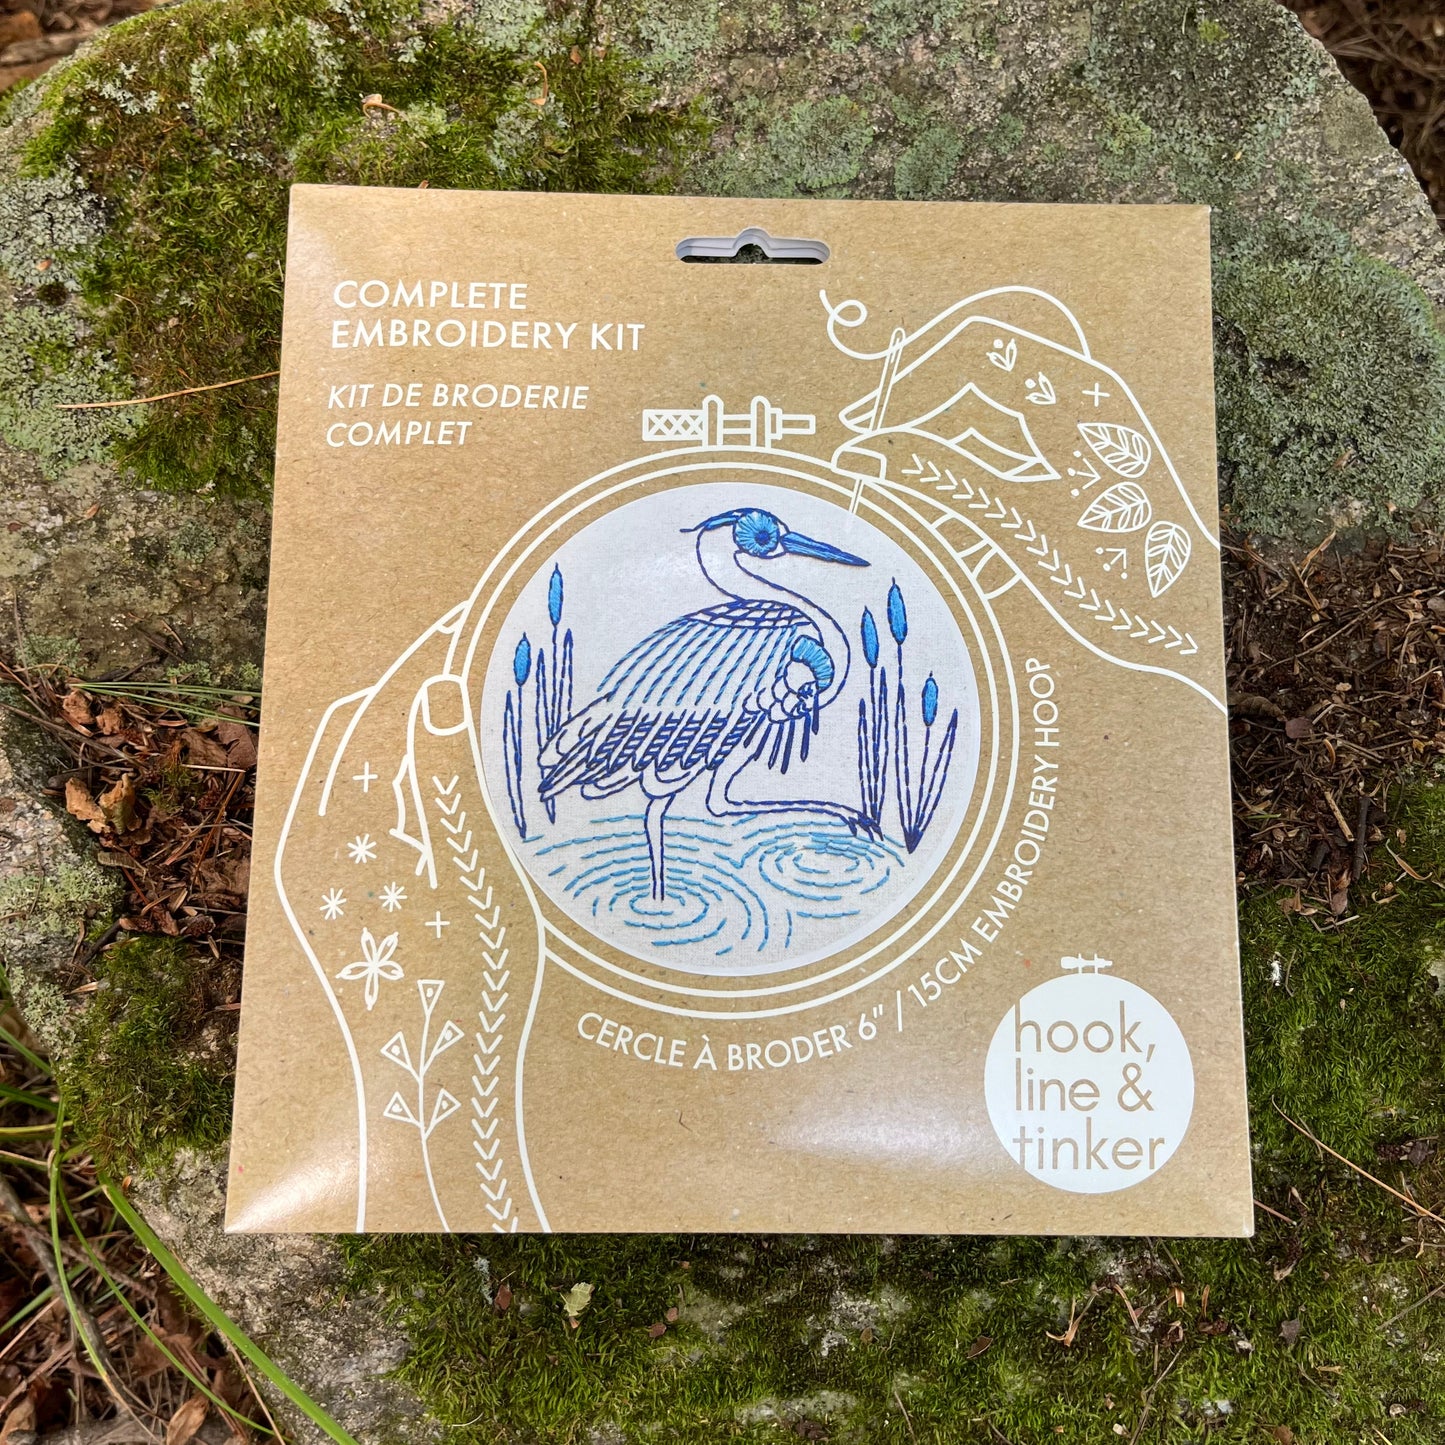 COMPLETE
EMBROIDERY KIT
KIT DE BRODERIE
COMPLET
CERCLE À BRODER 6" / 15CM EMBROIDERY HOOP
hook,
line &
tinker